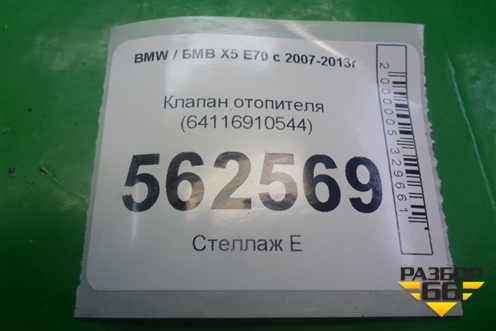 BMW / БМВ X5 E70 с 2007-2013г
Клапан отопителя
(64116910544)
562569
Стеллаж Е
2000005329661
РАЗБОР
66